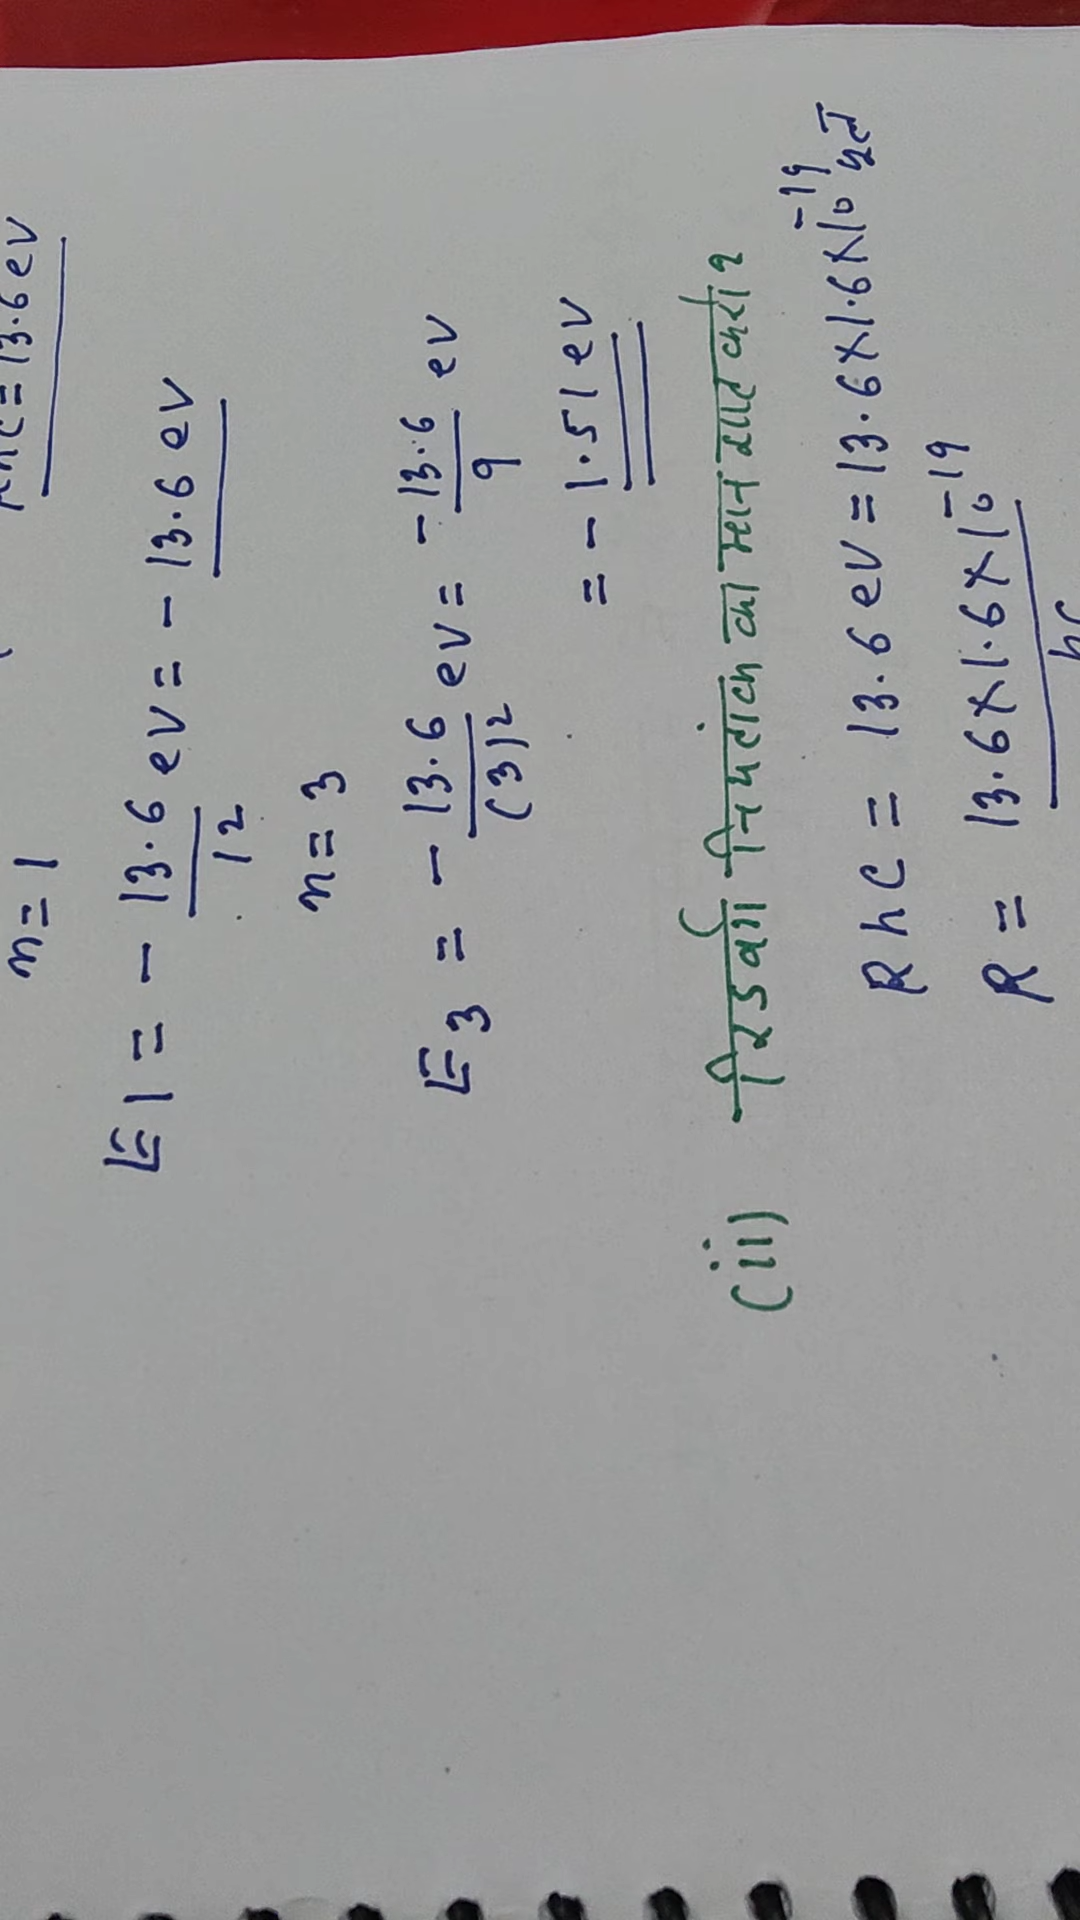 Rhc = 13.6 ev
n = 1
E1 = - 13.6/1² ev = - 13.6 ev
n = 3
E3 = - 13.6/(3)² ev = - 13.6/9 ev
= - 1.51 ev
(ii) रिडबर्ग नियतांक का मान ज्ञात करो?
Rhc = 13.6 ev = 13.6×1.6×10⁻¹⁹ जूल
R = 13.6×1.6×10⁻¹⁹/hc